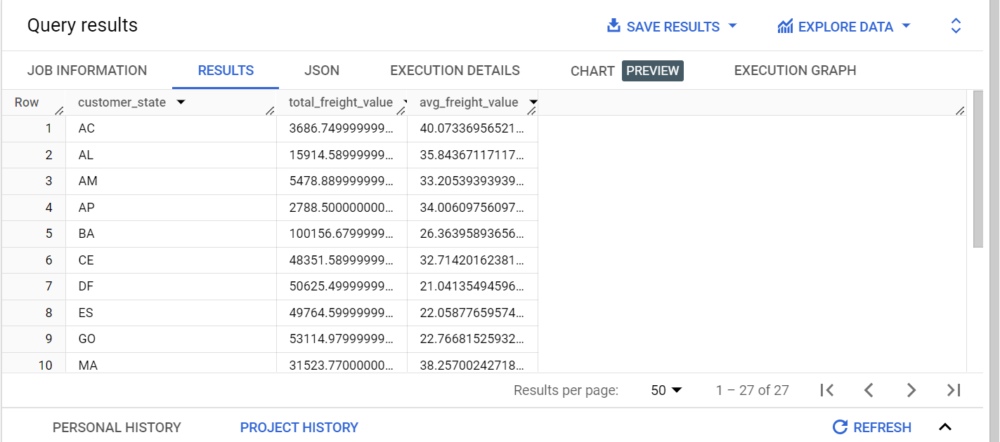 Query results SAVE RESULTS EXPLORE DATA
JOB INFORMATION RESULTS JSON EXECUTION DETAILS CHART PREVIEW EXECUTION GRAPH
Row customer_state total_freight_value avg_freight_value
1 AC 3686.749999999... 40.07336956521...
2 AL 15914.58999999... 35.84367117117...
3 AM 5478.889999999... 33.20539393939...
4 AP 2788.500000000... 34.00609756097...
5 BA 100156.6799999... 26.36395893656...
6 CE 48351.58999999... 32.71420162381...
7 DF 50625.49999999... 21.04135494596...
8 ES 49764.59999999... 22.05877659574...
9 GO 53114.97999999... 22.76681525932...
10 MA 31523.77000000... 38.25700242718...
Results per page: 50 1 – 27 of 27
PERSONAL HISTORY PROJECT HISTORY REFRESH